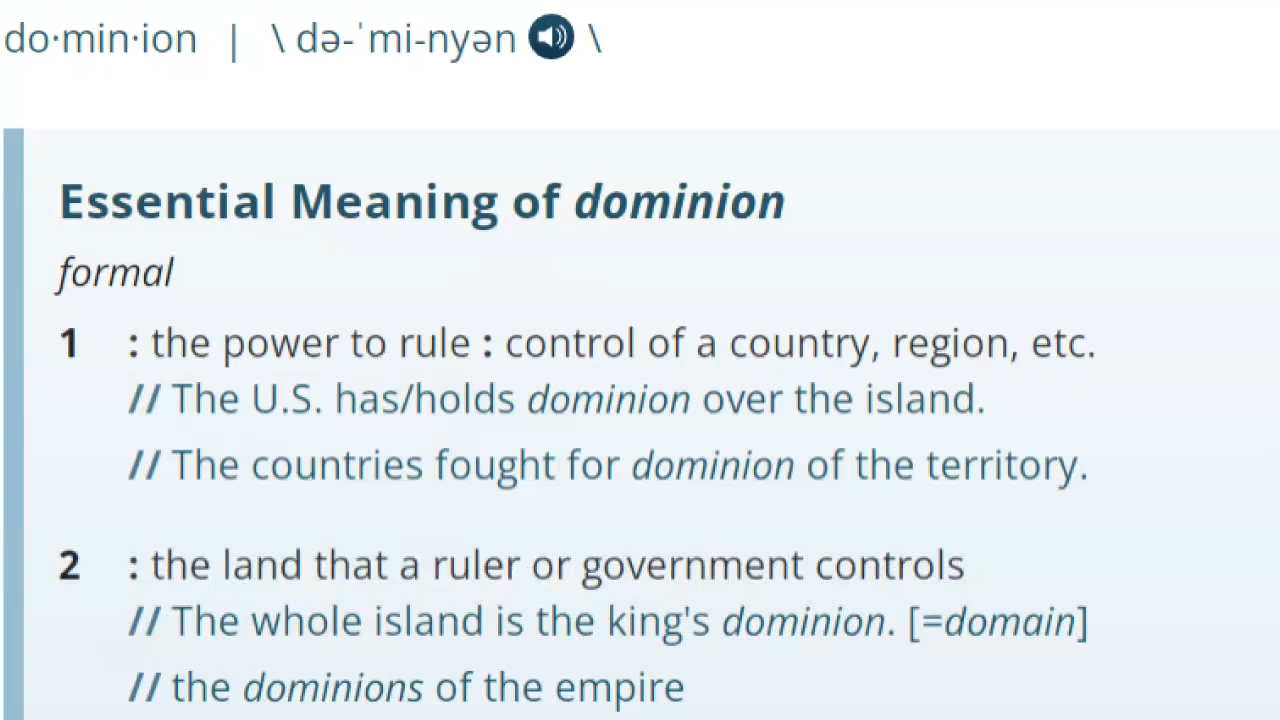 do·min·ion | \ də-ˈmi-nyən \
Essential Meaning of dominion
formal
1 : the power to rule : control of a country, region, etc.
// The U.S. has/holds dominion over the island.
// The countries fought for dominion of the territory.
2 : the land that a ruler or government controls
// The whole island is the king's dominion. [=domain]
// the dominions of the empire